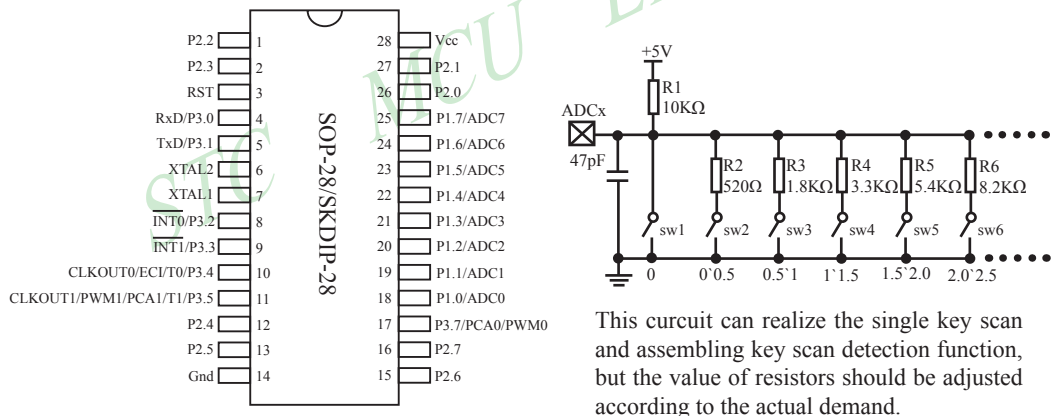 STC MCU
SOP-28/SKDIP-28
P2.2 1
P2.3 2
RST 3
RxD/P3.0 4
TxD/P3.1 5
XTAL2 6
XTAL1 7
INT0/P3.2 8
INT1/P3.3 9
CLKOUT0/ECI/T0/P3.4 10
CLKOUT1/PWM1/PCA1/T1/P3.5 11
P2.4 12
P2.5 13
Gnd 14
28 Vcc
27 P2.1
26 P2.0
25 P1.7/ADC7
24 P1.6/ADC6
23 P1.5/ADC5
22 P1.4/ADC4
21 P1.3/ADC3
20 P1.2/ADC2
19 P1.1/ADC1
18 P1.0/ADC0
17 P3.7/PCA0/PWM0
16 P2.7
15 P2.6
+5V
R1
10KΩ
ADCx
47pF
R2 R3 R4 R5 R6
520Ω 1.8KΩ 3.3KΩ 5.4KΩ 8.2KΩ
sw1 sw2 sw3 sw4 sw5 sw6
0 0`0.5 0.5`1 1`1.5 1.5`2.0 2.0`2.5
This curcuit can realize the single key scan
and assembling key scan detection function,
but the value of resistors should be adjusted
according to the actual demand.